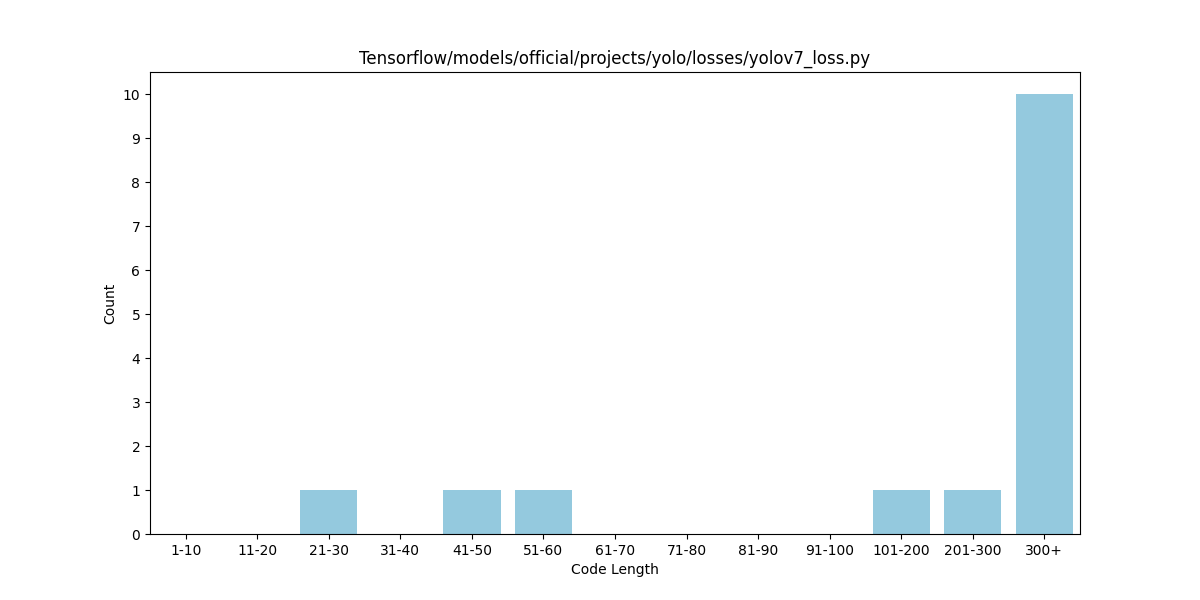 Tensorflow/models/official/projects/yolo/losses/yolov7_loss.py
10
9
8
7
6
5
4
3
2
1
0
Count
1-10 11-20 21-30 31-40 41-50 51-60 61-70 71-80 81-90 91-100 101-200 201-300 300+
Code Length